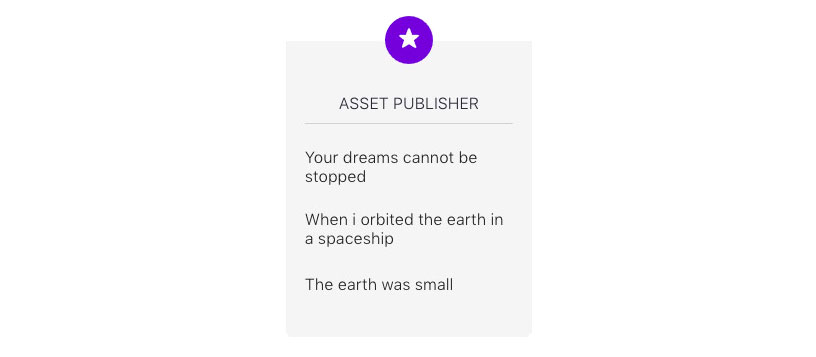 ASSET PUBLISHER
Your dreams cannot be
stopped
When i orbited the earth in
a spaceship
The earth was small